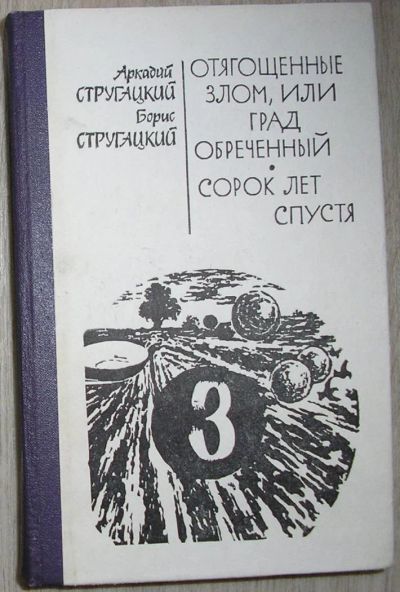 Аркадий
СТРУГАЦКИЙ
Борис
СТРУГАЦКИЙ
ОТЯГОЩЕННЫЕ
ЗЛОМ, ИЛИ
ГРАД
ОБРЕЧЕННЫЙ
•
СОРОК ЛЕТ
СПУСТЯ
3